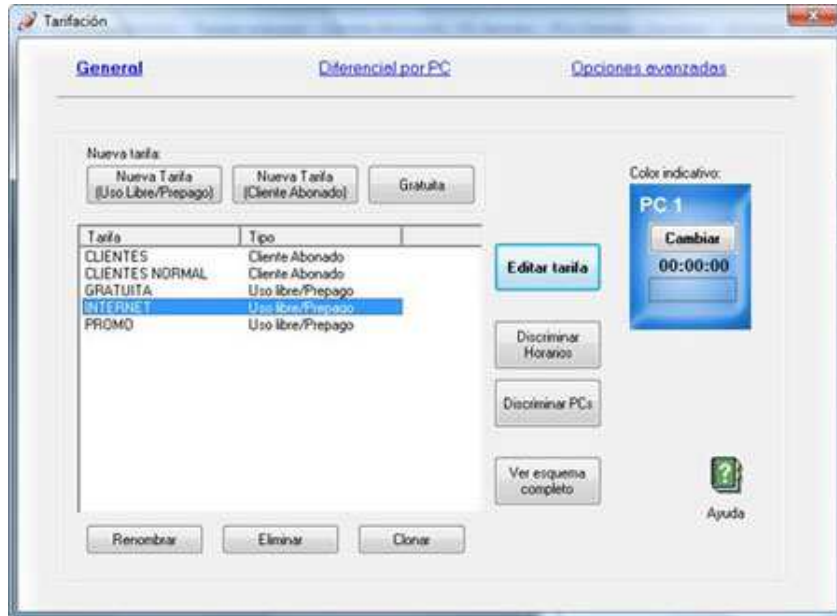 Tarifación
General Diferencial por PC Opciones avanzadas
Nueva tarifa:
Nueva Tarifa
(Uso Libre/Prepago)
Nueva Tarifa
(Cliente Abonado)
Gratuita
Color indicativo:
PC 1
Cambiar
00:00:00
Tarifa Tipo
CLIENTES Cliente Abonado
CLIENTES NORMAL Cliente Abonado
GRATUITA Uso libre/Prepago
INTERNET Uso libre/Prepago
PROMO Uso libre/Prepago
Editar tarifa
Discriminar
Horarios
Discriminar PCs
Ver esquema
completo
Ayuda
Renombrar Eliminar Clonar